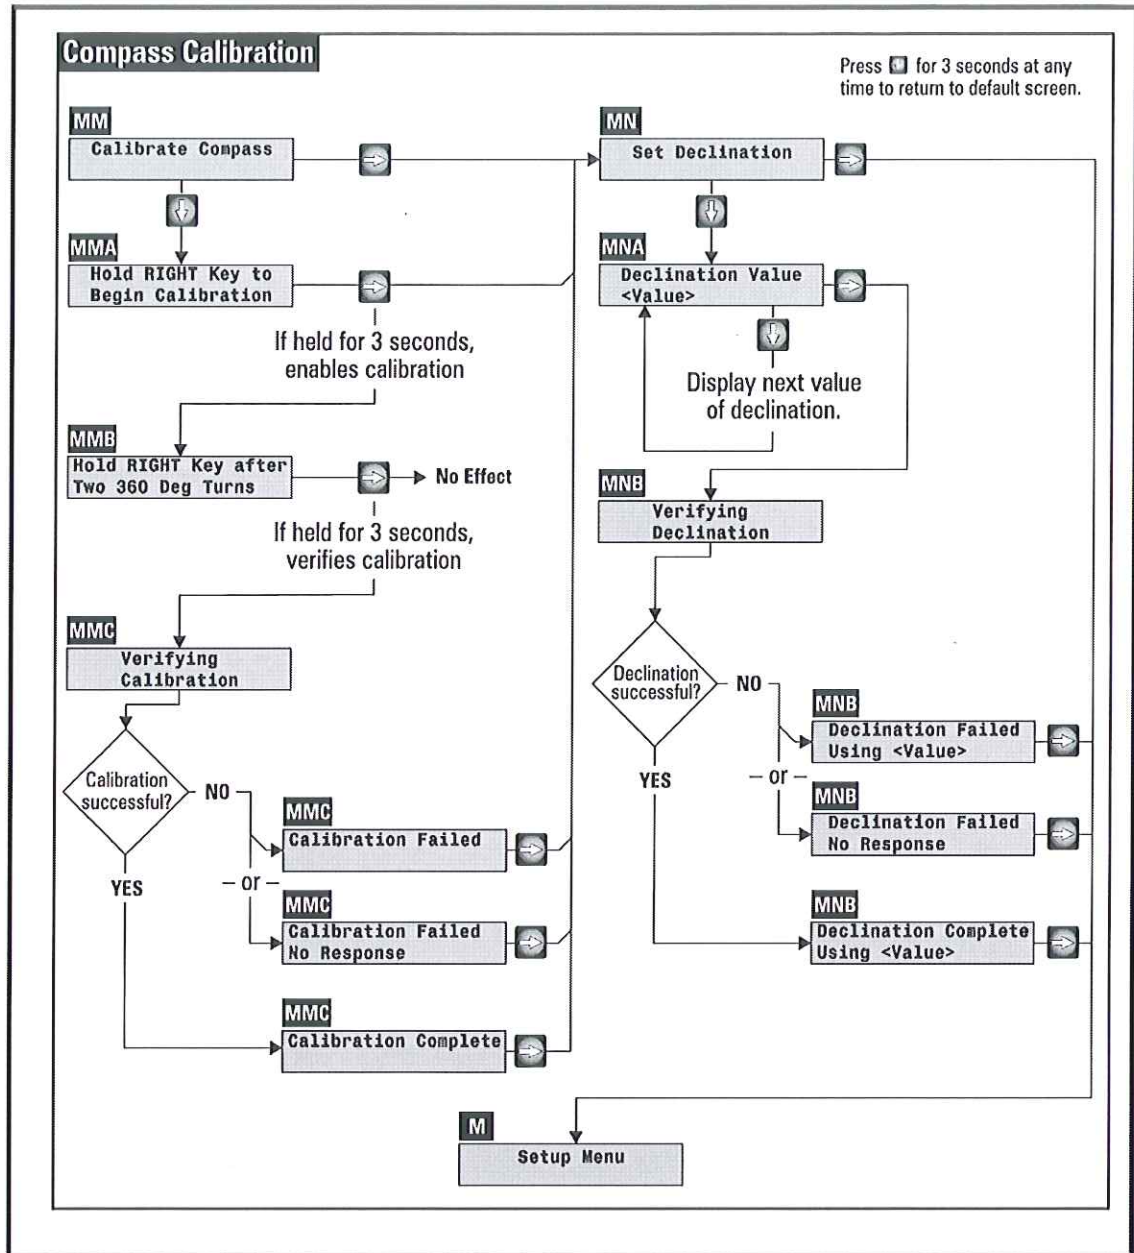 Compass Calibration
Press for 3 seconds at any
time to return to default screen.
MM
Calibrate Compass
MMA
Hold RIGHT Key to
Begin Calibration
If held for 3 seconds,
enables calibration
MMB
Hold RIGHT Key after
Two 360 Deg Turns
No Effect
If held for 3 seconds,
verifies calibration
MMC
Verifying
Calibration
Calibration
successful?
NO
YES
MMC
Calibration Failed
– or –
MMC
Calibration Failed
No Response
MMC
Calibration Complete
MN
Set Declination
MNA
Declination Value
<Value>
Display next value
of declination.
MNB
Verifying
Declination
Declination
successful?
NO
YES
MNB
Declination Failed
Using <Value>
– or –
MNB
Declination Failed
No Response
MNB
Declination Complete
Using <Value>
M
Setup Menu